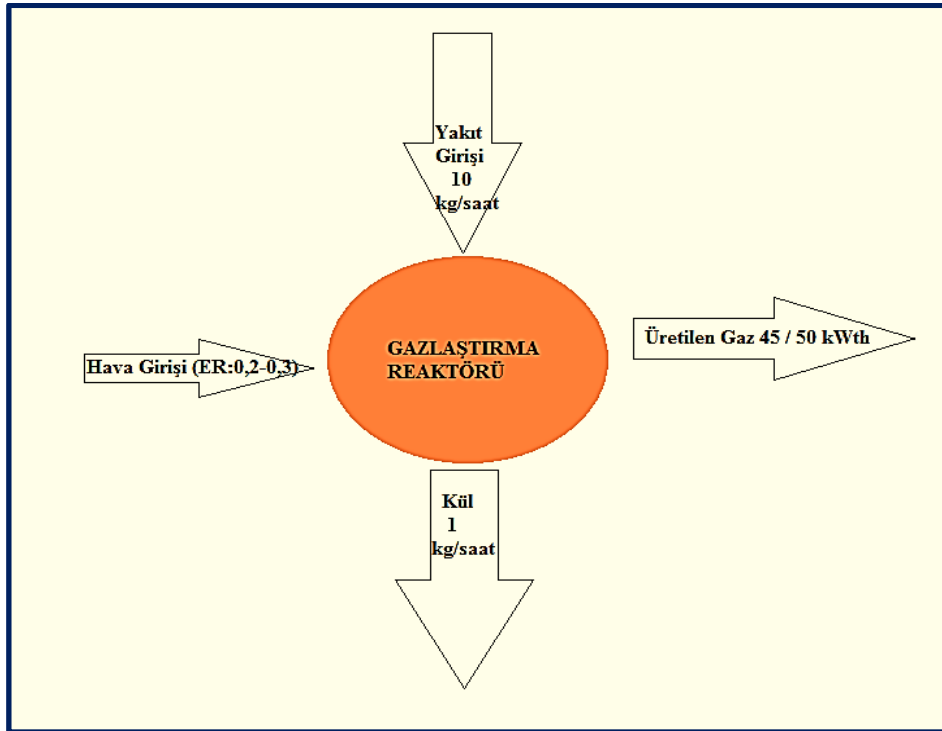 Yakıt
Girişi
10
kg/saat
GAZLAŞTIRMA
REAKTÖRÜ
Hava Girişi (ER:0,2-0,3)
Üretilen Gaz 45 / 50 kWth
Kül
1
kg/saat